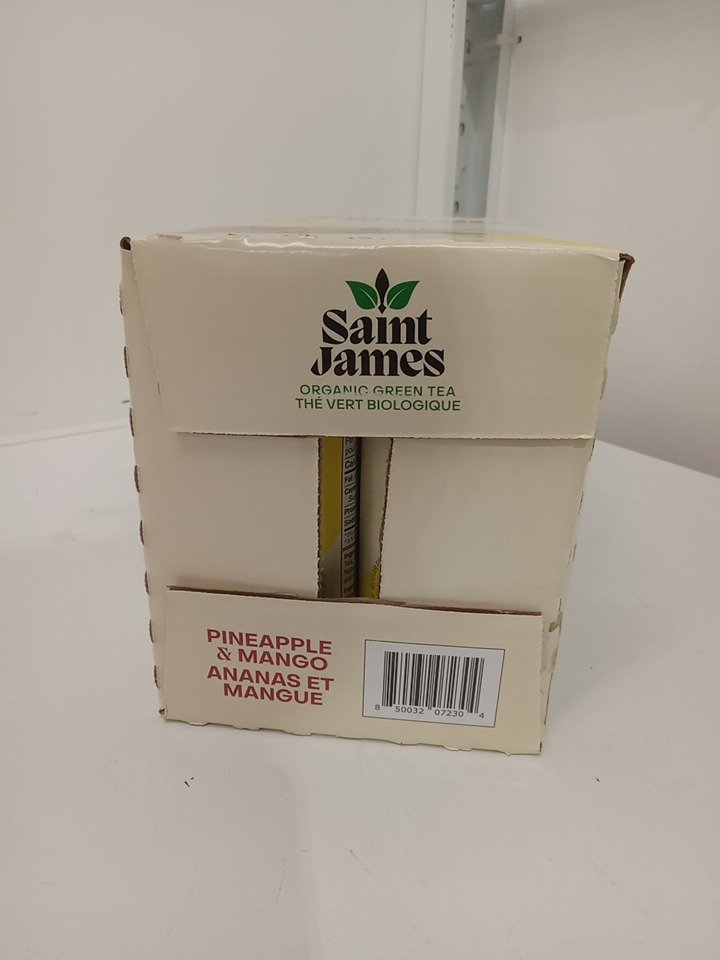 Saint
James
ORGANIC GREEN TEA
THÉ VERT BIOLOGIQUE
PINEAPPLE
& MANGO
ANANAS ET
MANGUE
8 50032 07230 4